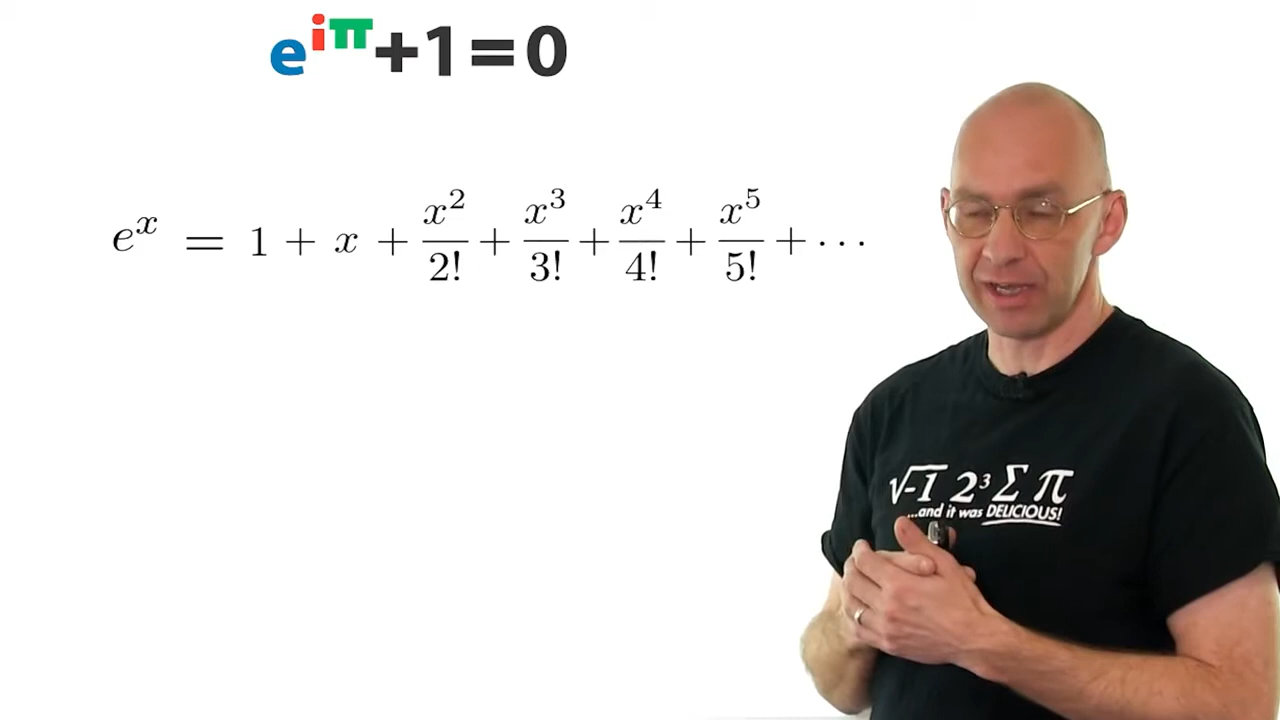 e^{iπ}+1=0
e^x = 1 + x + x^2/2! + x^3/3! + x^4/4! + x^5/5! + ⋯
√-1 2³ Σ π
...and it was DELICIOUS!